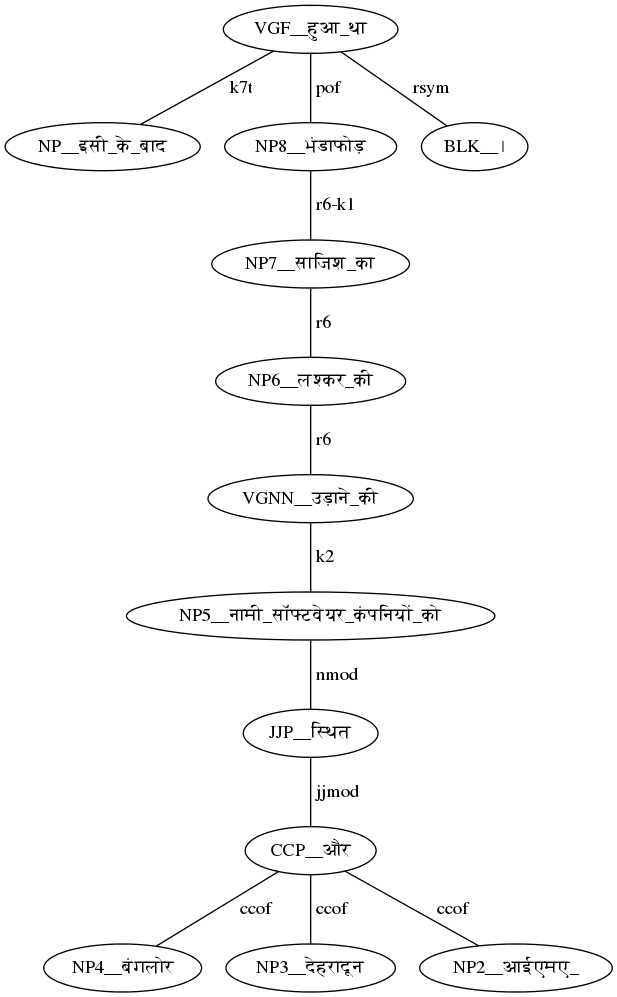 VGF__हुआ_था
k7t
pof
rsym
NP__इसी_के_बाद
NP8__भंडाफोड़
BLK__।
r6-k1
NP7__साजिश_का
r6
NP6__लश्कर_की
r6
VGNN__उड़ाने_की
k2
NP5__नामी_सॉफ्टवेयर_कंपनियों_को
nmod
JJP__स्थित
jjmod
CCP__और
ccof
ccof
ccof
NP4__बंगलोर
NP3__देहरादून
NP2__आईएमए_